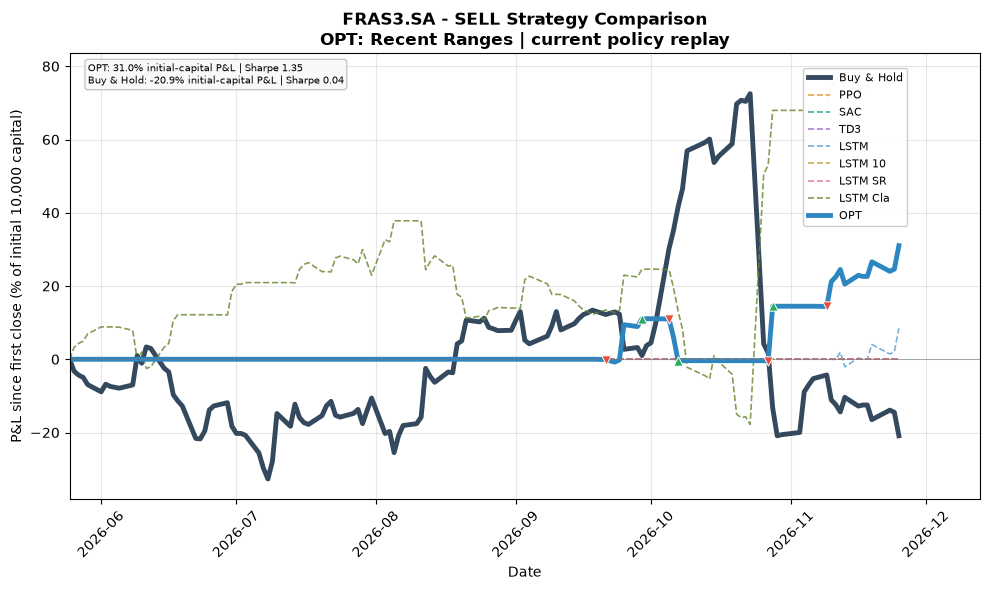 FRAS3.SA - SELL Strategy Comparison
OPT: Recent Ranges | current policy replay
OPT: 31.0% initial-capital P&L | Sharpe 1.35
Buy & Hold: -20.9% initial-capital P&L | Sharpe 0.04
Buy & Hold
PPO
SAC
TD3
LSTM
LSTM 10
LSTM SR
LSTM Cla
OPT
P&L since first close (% of initial 10,000 capital)
80
60
40
20
0
−20
2026-06
2026-07
2026-08
2026-09
2026-10
2026-11
2026-12
Date